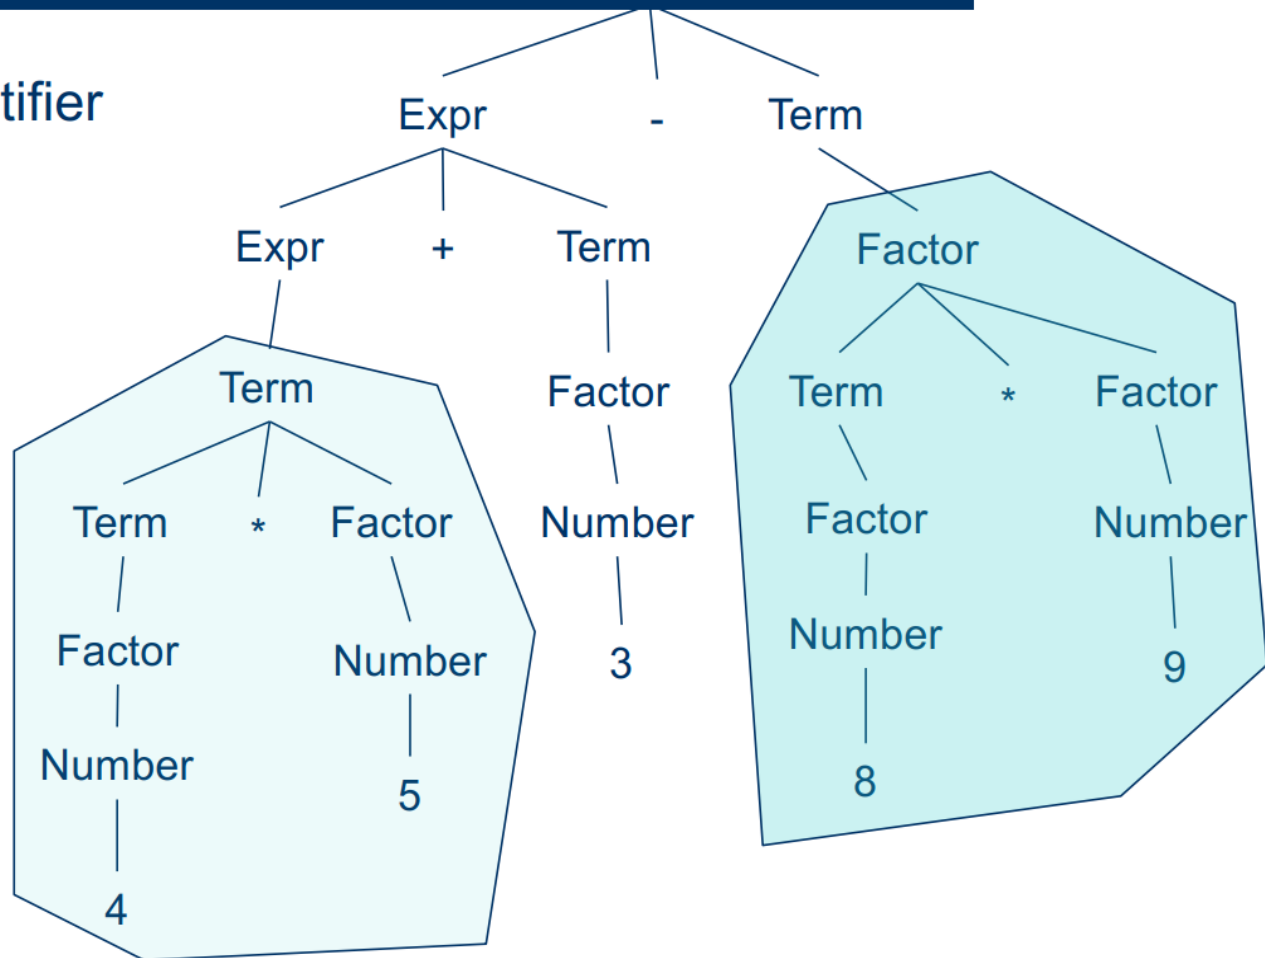 tifier
Expr - Term
Expr + Term Factor
Term Factor Term * Factor
Term * Factor Number Factor Number
Factor Number 3 Number 9
Number 5 8
4